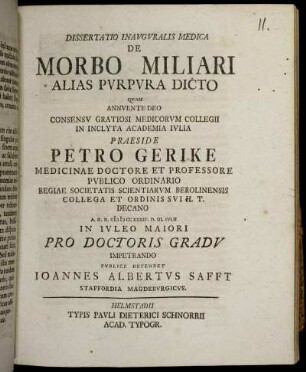 11.
DISSERTATIO INAVGVRALIS MEDICA
DE
MORBO MILIARI
ALIAS PVRPVRA DICTO
QUAM
ANNVENTE DEO
CONSENSV GRATIOSI MEDICORVM COLLEGII
IN INCLYTA ACADEMIA IVLIA
PRAESIDE
PETRO GERIKE
MEDICINAE DOCTORE ET PROFESSORE
PVBLICO ORDINARIO
REGIAE SOCIETATIS SCIENTIARVM BEROLINENSIS
COLLEGA ET ORDINIS SVI H. T.
DECANO
IN IVLEO MAIORI
PRO DOCTORIS GRADV
IMPETRANDO
PVBLICE DEFENDET
IOANNES ALBERTVS SAFFT
STAFFORDIA MAGDEBVRGICVS.
HELMSTADII
TYPIS PAVLI DIETERICI SCHNORRII
ACAD. TYPOGR.